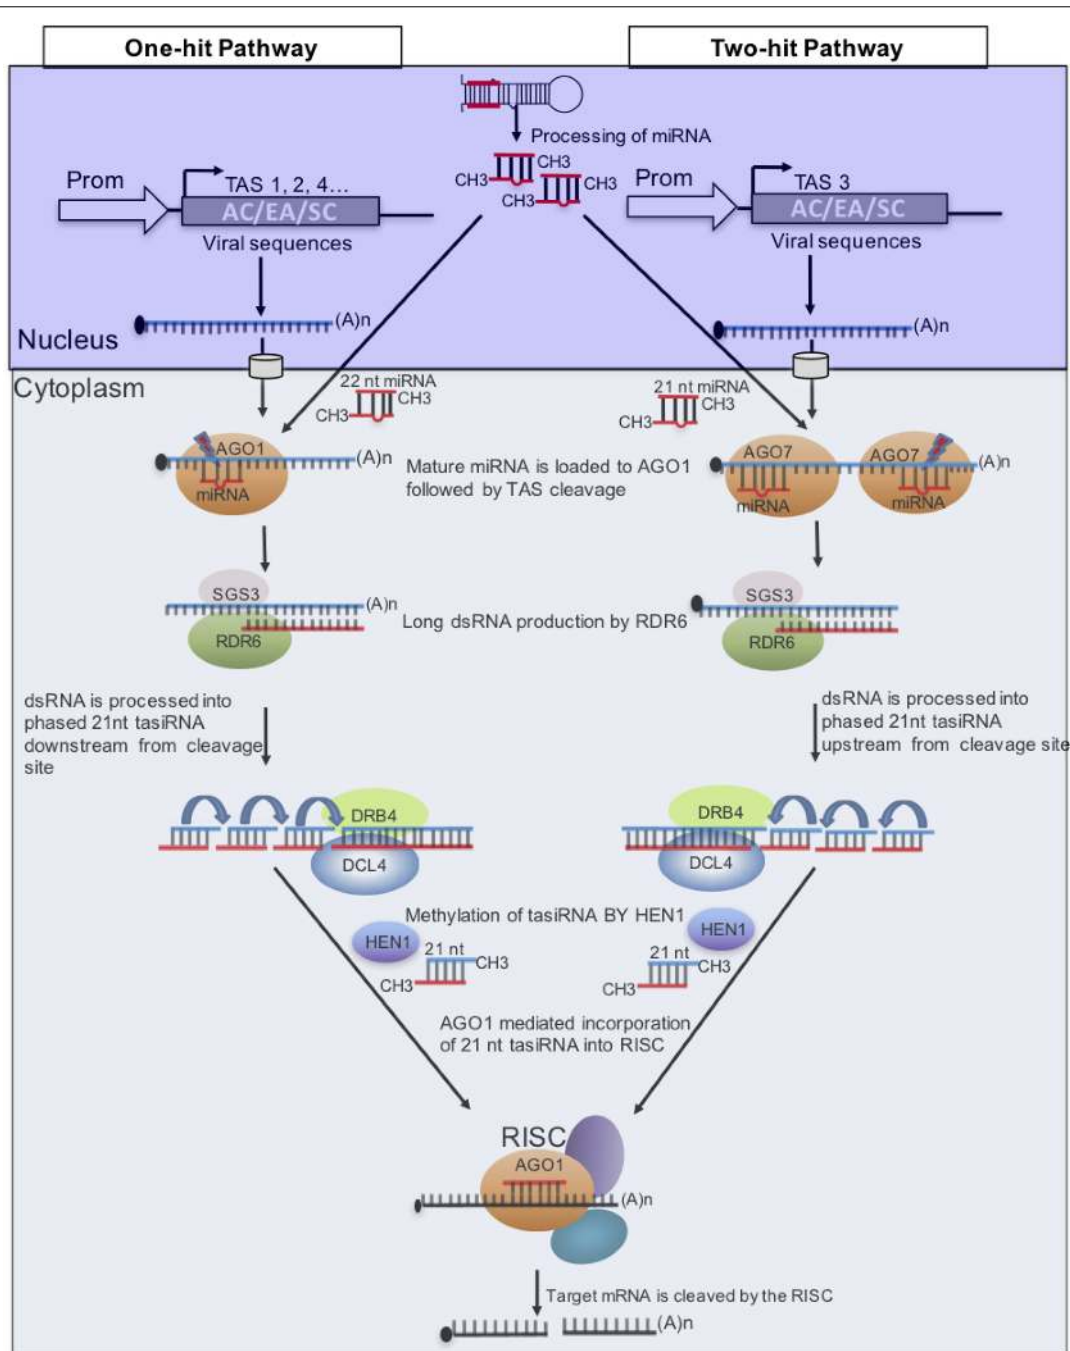 One-hit Pathway
Two-hit Pathway
Processing of miRNA
CH3
CH3
CH3
CH3
Prom
TAS 1, 2, 4...
AC/EA/SC
Viral sequences
Prom
TAS 3
AC/EA/SC
Viral sequences
(A)n
(A)n
Nucleus
Cytoplasm
22 nt miRNA
CH3
CH3
21 nt miRNA
CH3
CH3
AGO1
(A)n
miRNA
Mature miRNA is loaded to AGO1
followed by TAS cleavage
AGO7
AGO7
(A)n
miRNA
miRNA
SGS3
(A)n
RDR6
Long dsRNA production by RDR6
SGS3
RDR6
dsRNA is processed into
phased 21nt tasiRNA
downstream from cleavage
site
dsRNA is processed into
phased 21nt tasiRNA
upstream from cleavage site
DRB4
DCL4
DRB4
DCL4
Methylation of tasiRNA BY HEN1
HEN1
21 nt
CH3
CH3
HEN1
21 nt
CH3
CH3
AGO1 mediated incorporation
of 21 nt tasiRNA into RISC
RISC
AGO1
(A)n
Target mRNA is cleaved by the RISC
(A)n